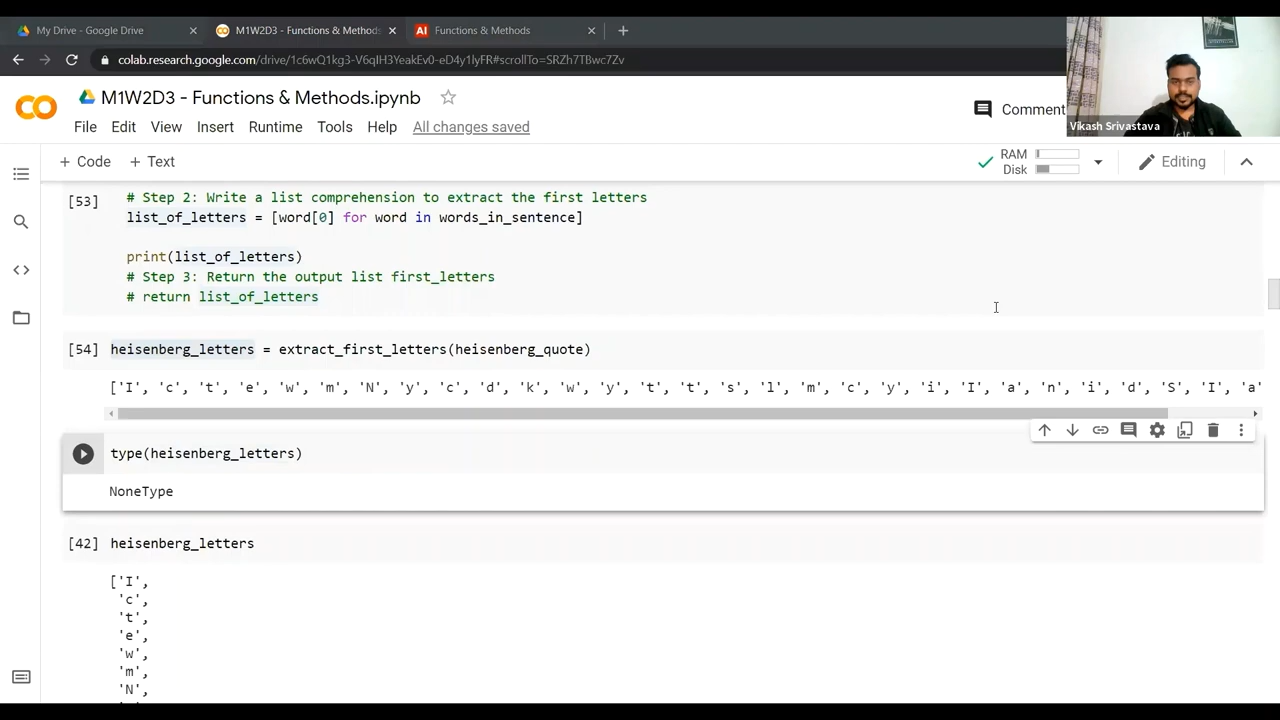 My Drive - Google Drive
M1W2D3 - Functions & Methods
Functions & Methods
colab.research.google.com/drive/1c6wQ1kg3-V6qIH3YeakEv0-eD4y1lyFR#scrollTo=SRZh7TBwc7Zv
M1W2D3 - Functions & Methods.ipynb
Comment
Vikash Srivastava
File Edit View Insert Runtime Tools Help All changes saved
+ Code + Text
RAM
Disk
Editing
[53]
# Step 2: Write a list comprehension to extract the first letters
list_of_letters = [word[0] for word in words_in_sentence]
print(list_of_letters)
# Step 3: Return the output list first_letters
# return list_of_letters
[54] heisenberg_letters = extract_first_letters(heisenberg_quote)
['I', 'c', 't', 'e', 'w', 'm', 'N', 'y', 'c', 'd', 'k', 'w', 'y', 't', 't', 's', 'l', 'm', 'c', 'y', 'i', 'I', 'a', 'n', 'i', 'd', 'S', 'I', 'a'
type(heisenberg_letters)
NoneType
[42] heisenberg_letters
['I',
'c',
't',
'e',
'w',
'm',
'N',